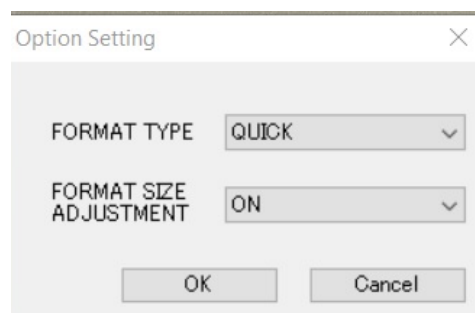 Option Setting
FORMAT TYPE QUICK
FORMAT SIZE
ADJUSTMENT ON
OK Cancel